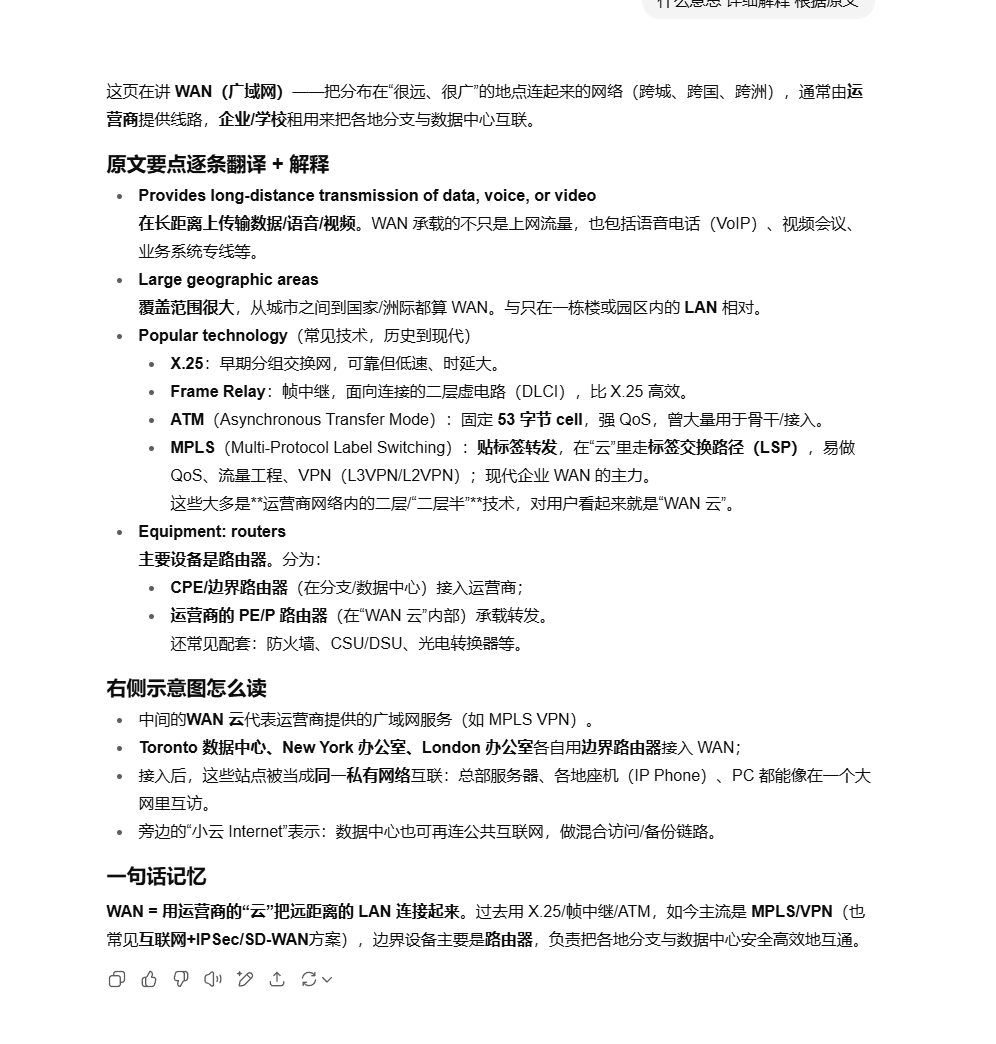 什么意思 详细解释 根据原文
这页在讲 WAN（广域网）——把分布在“很远、很广”的地点连起来的网络（跨城、跨国、跨洲），通常由运
营商提供线路，企业/学校租用来把各地分支与数据中心互联。
原文要点逐条翻译 + 解释
Provides long-distance transmission of data, voice, or video
在长距离上传输数据/语音/视频。WAN 承载的不只是上网流量，也包括语音电话（VoIP）、视频会议、
业务系统专线等。
Large geographic areas
覆盖范围很大，从城市之间到国家/洲际都算 WAN。与只在一栋楼或园区内的 LAN 相对。
Popular technology（常见技术，历史到现代）
X.25：早期分组交换网，可靠但低速、时延大。
Frame Relay：帧中继，面向连接的二层虚电路（DLCI），比 X.25 高效。
ATM（Asynchronous Transfer Mode）：固定 53 字节 cell，强 QoS，曾大量用于骨干/接入。
MPLS（Multi-Protocol Label Switching）：贴标签转发，在“云”里走标签交换路径（LSP），易做
QoS、流量工程、VPN（L3VPN/L2VPN）；现代企业 WAN 的主力。
这些大多是**运营商网络内的二层/“二层半”**技术，对用户看起来就是“WAN 云”。
Equipment: routers
主要设备是路由器。分为：
CPE/边界路由器（在分支/数据中心）接入运营商；
运营商的 PE/P 路由器（在“WAN 云”内部）承载转发。
还常见配套：防火墙、CSU/DSU、光电转换器等。
右侧示意图怎么读
中间的WAN 云代表运营商提供的广域网服务（如 MPLS VPN）。
Toronto 数据中心、New York 办公室、London 办公室各自用边界路由器接入 WAN；
接入后，这些站点被当成同一私有网络互联：总部服务器、各地座机（IP Phone）、PC 都能像在一个大
网里互访。
旁边的“小云 Internet”表示：数据中心也可再连公共互联网，做混合访问/备份链路。
一句话记忆
WAN = 用运营商的“云”把远距离的 LAN 连接起来。过去用 X.25/帧中继/ATM，如今主流是 MPLS/VPN（也
常见互联网+IPSec/SD-WAN方案），边界设备主要是路由器，负责把各地分支与数据中心安全高效地互通。